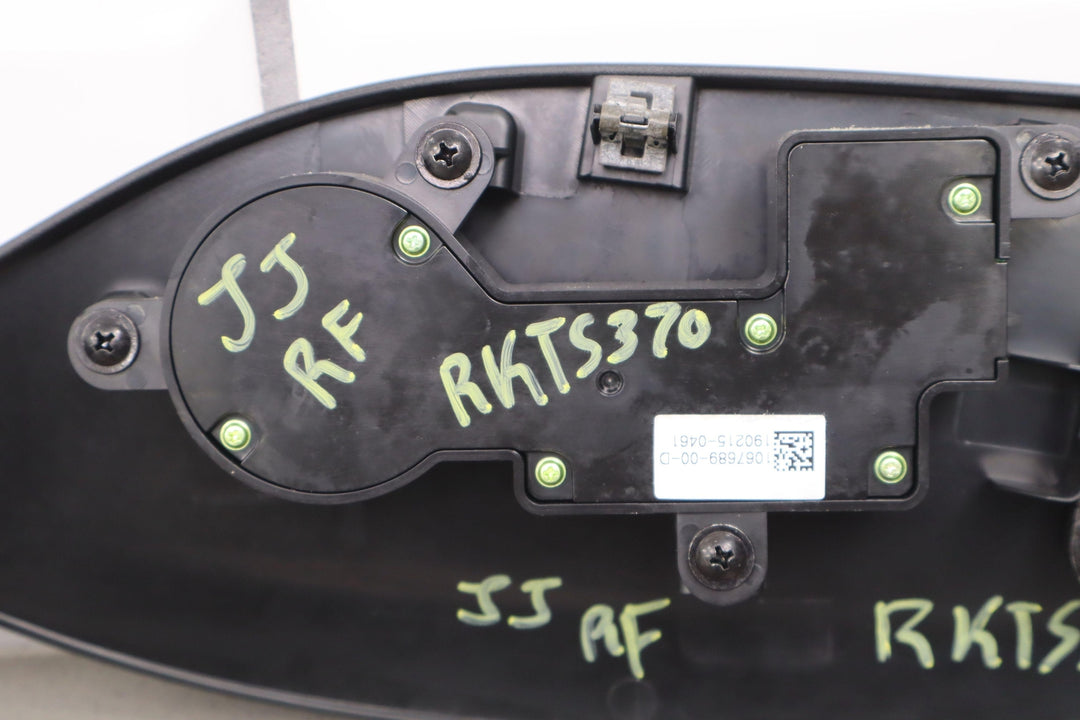 JJ
RF
RKTS370
1067689-00-D
190215-0461
JJ RF RKTS